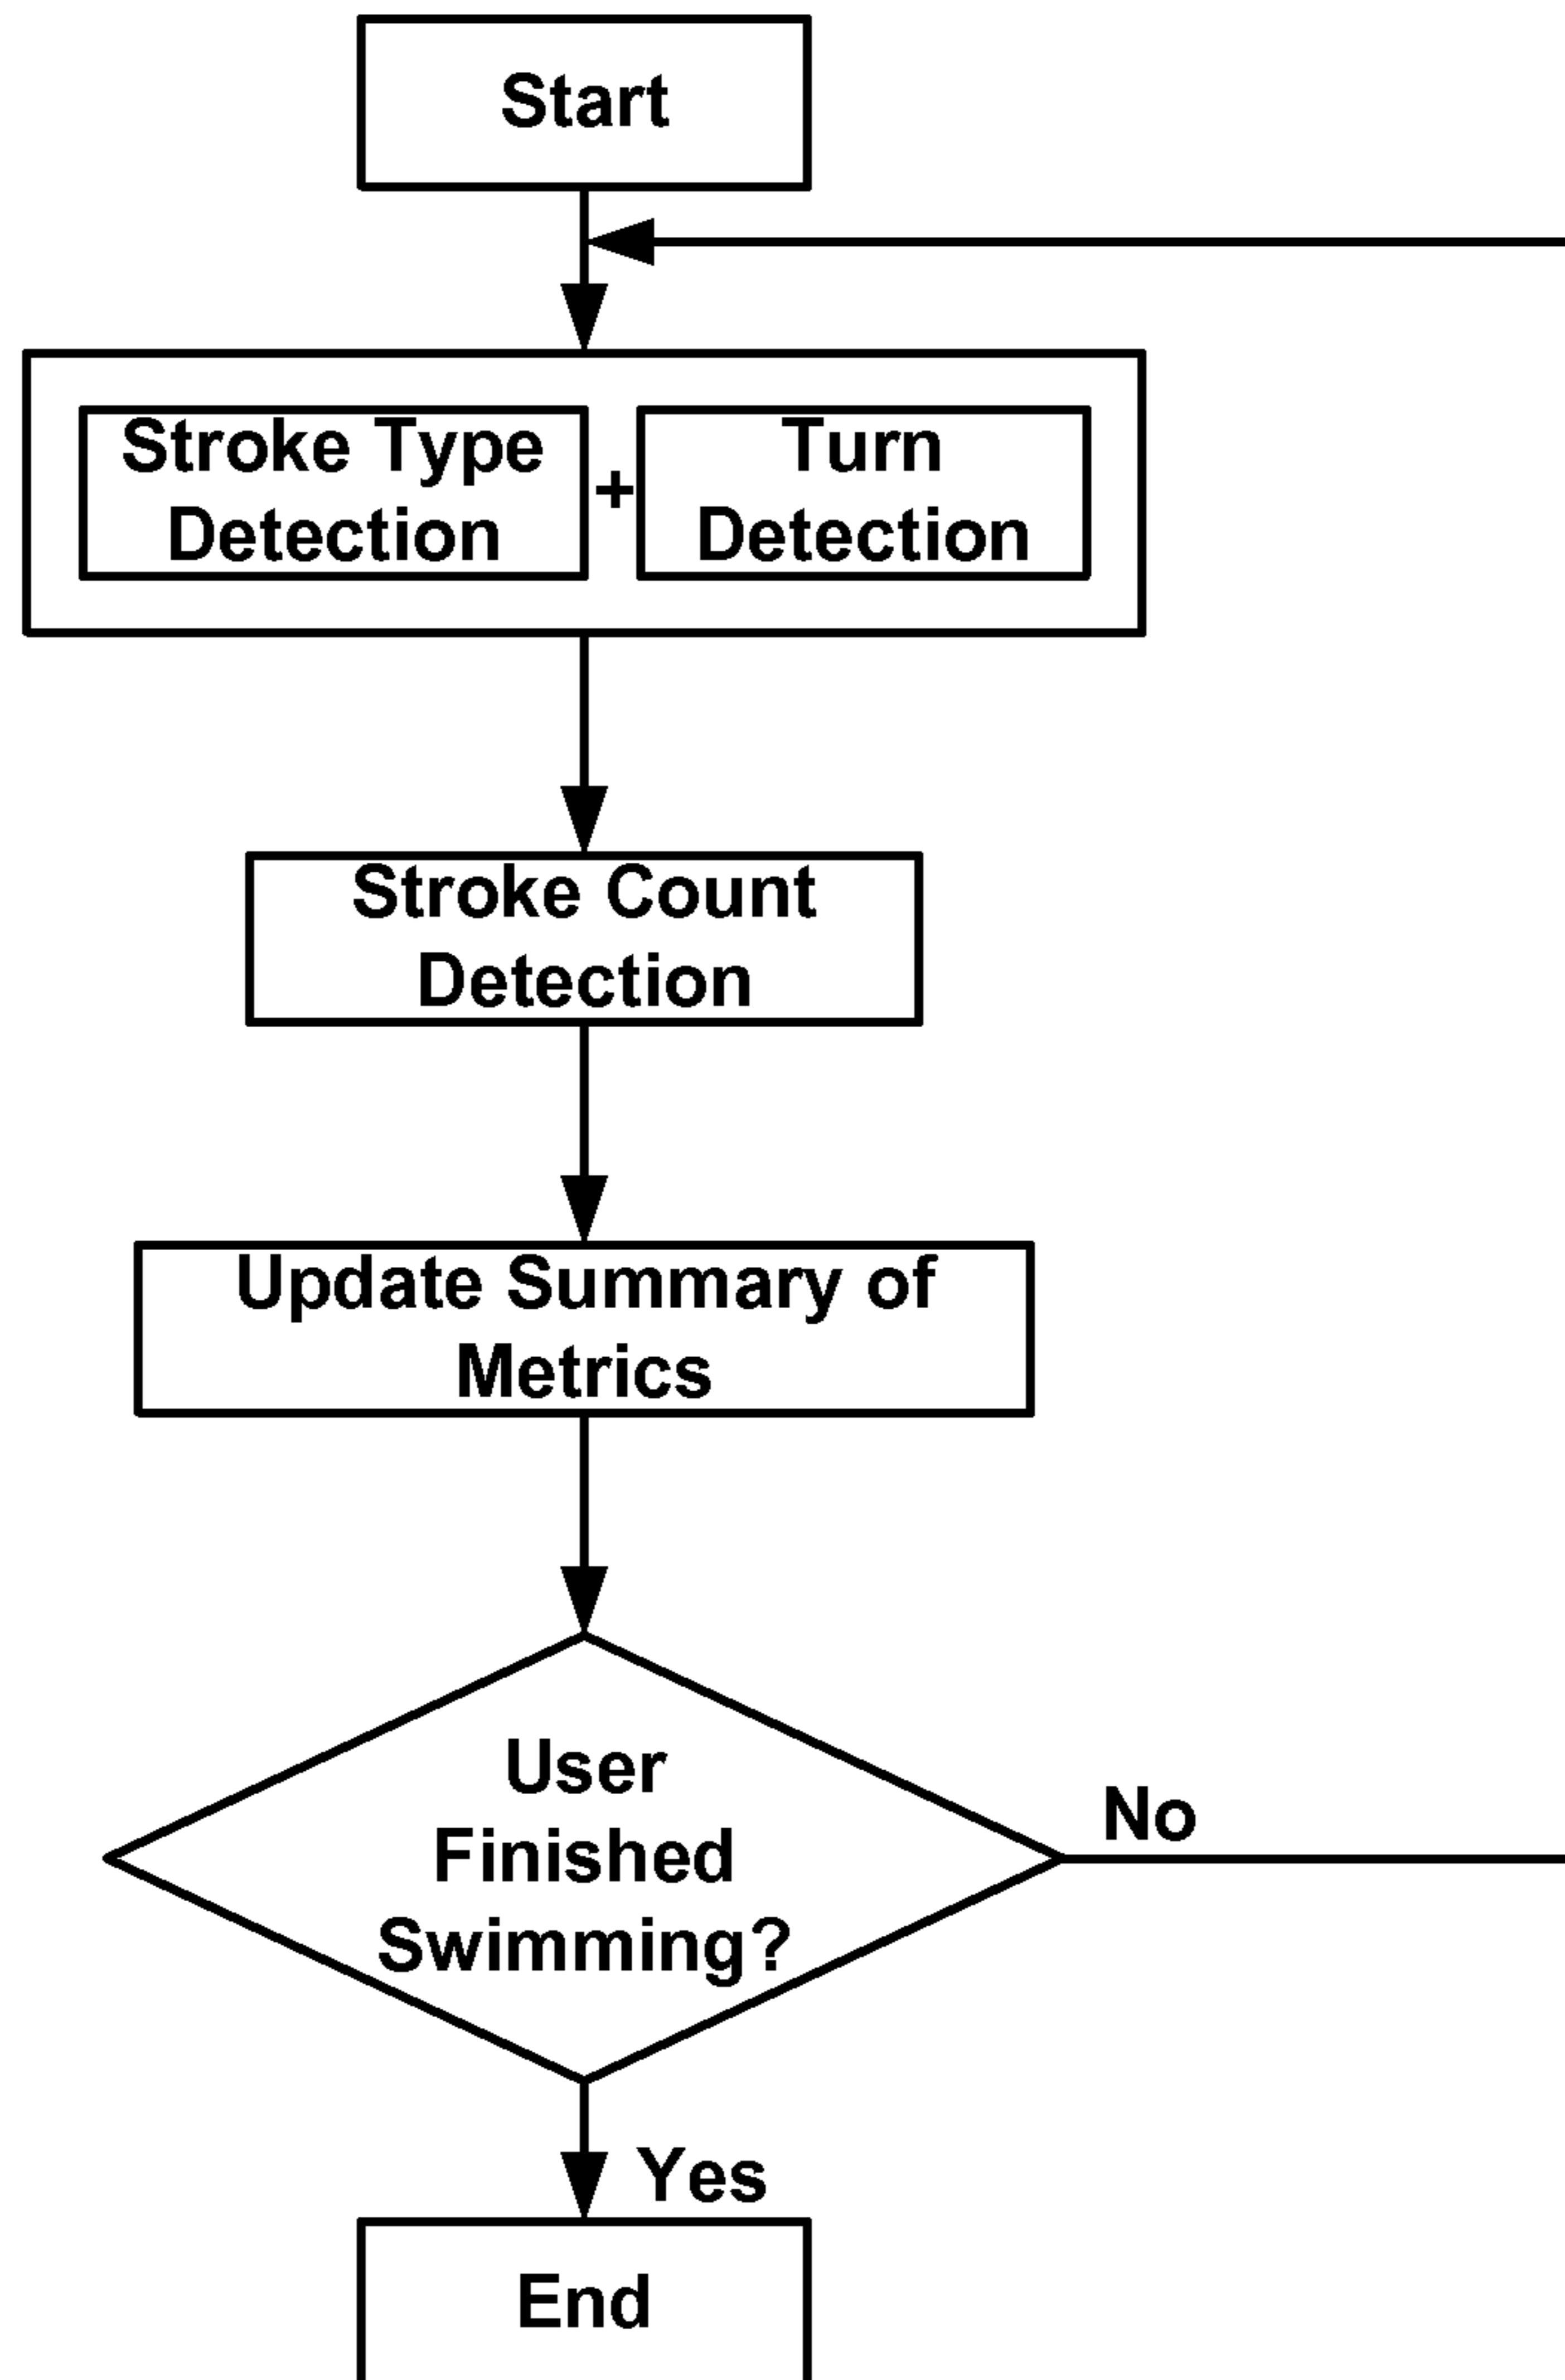 Start
Stroke Type
Detection
+
Turn
Detection
Stroke Count
Detection
Update Summary of
Metrics
User
Finished
Swimming?
No
Yes
End